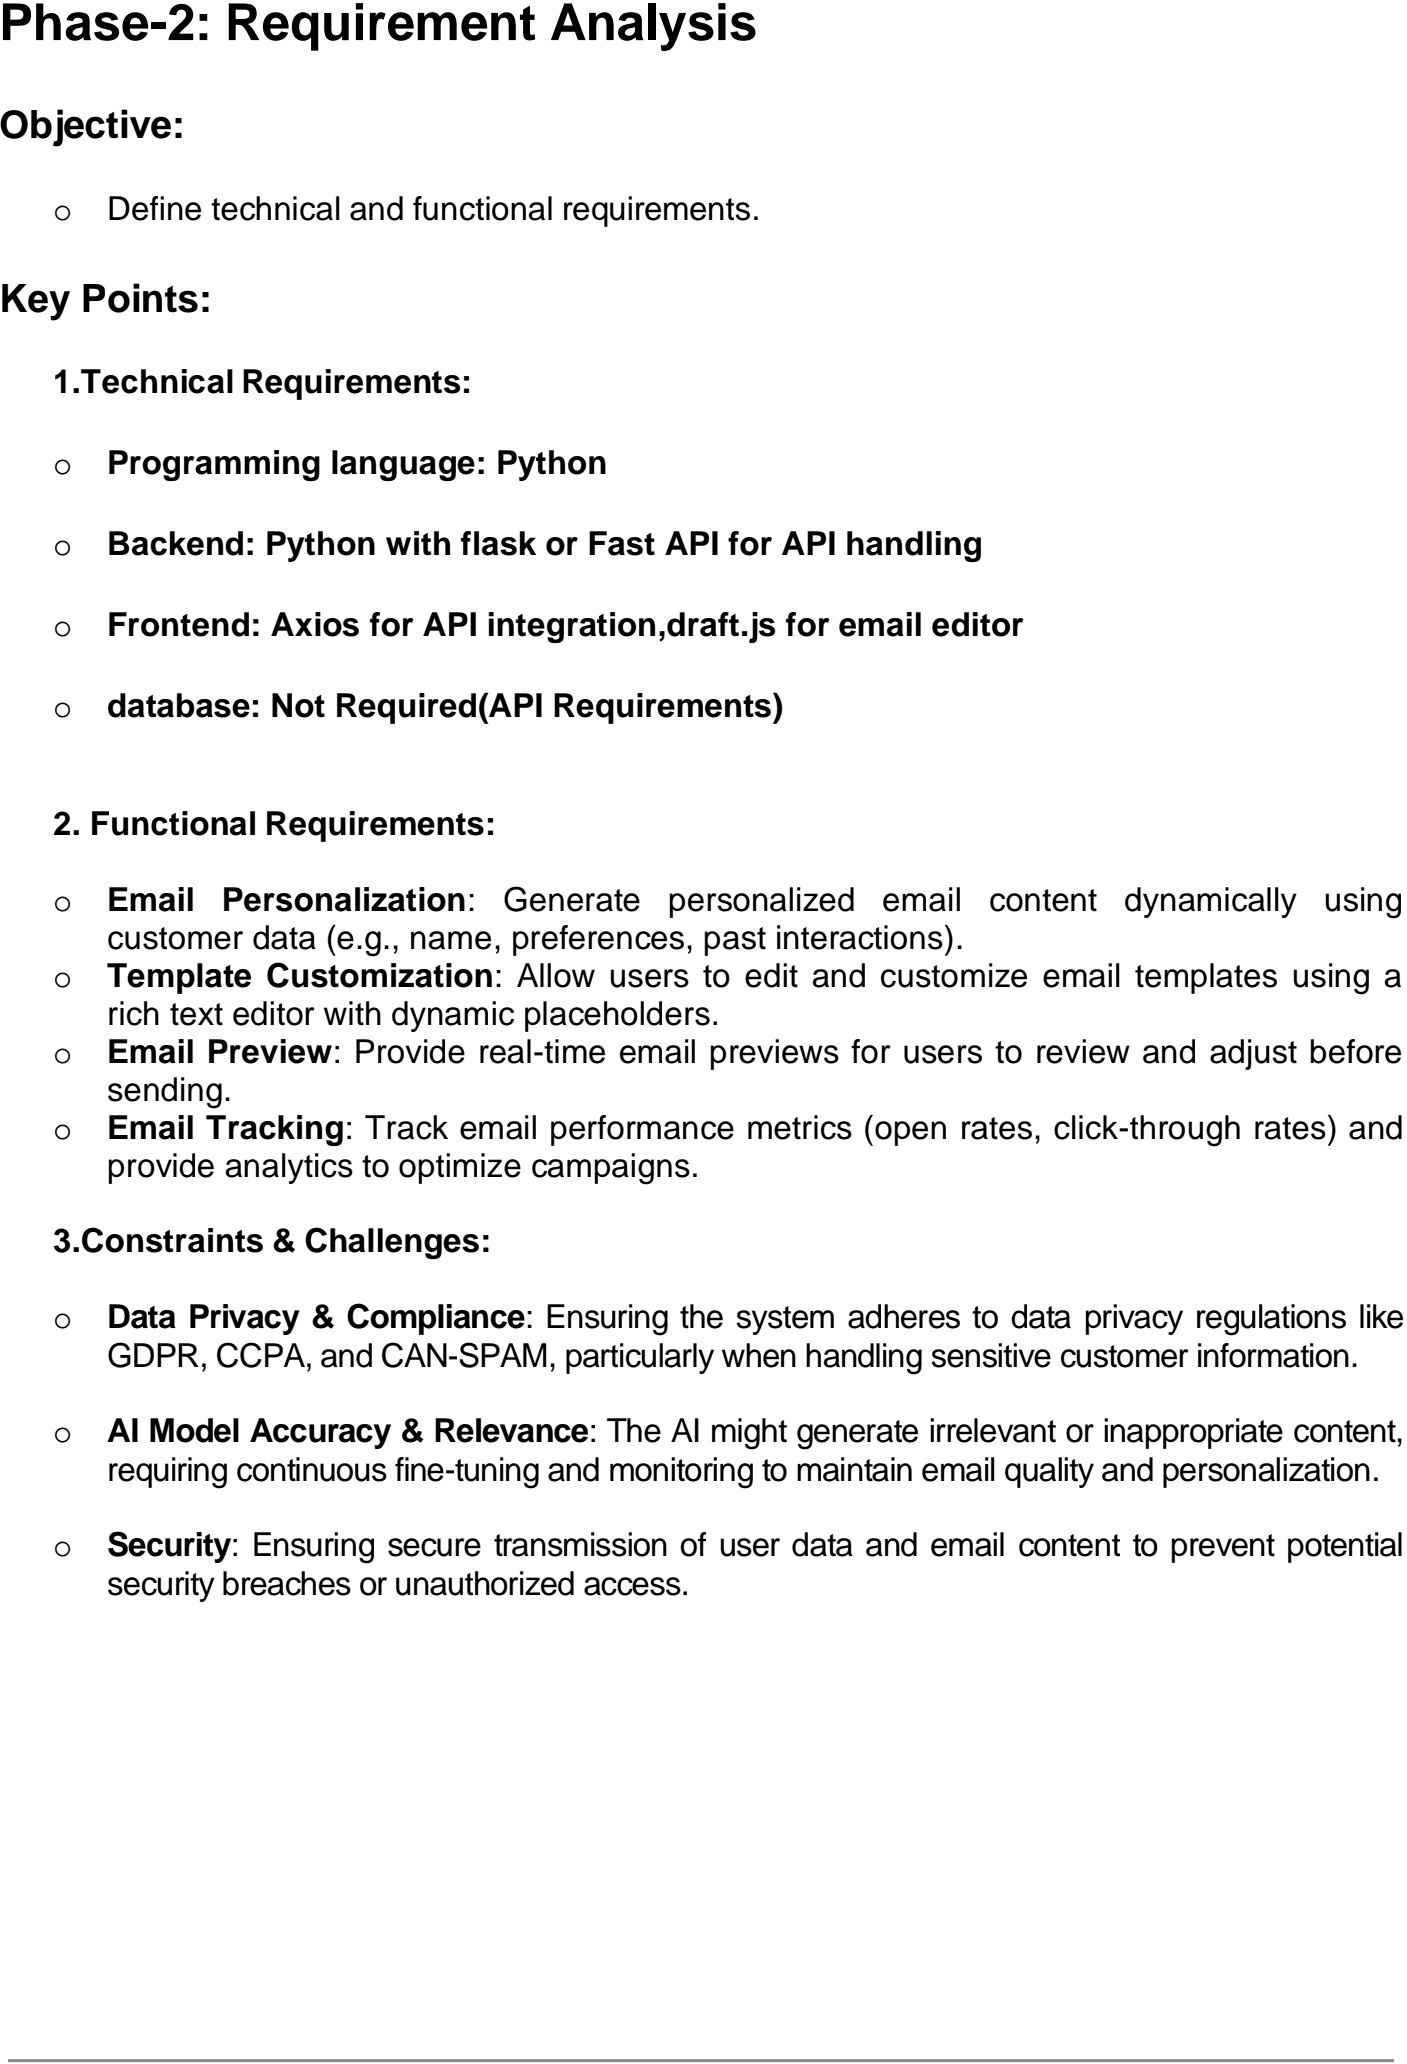 Phase-2: Requirement Analysis
Objective:
o Define technical and functional requirements.
Key Points:
1.Technical Requirements:
o Programming language: Python
o Backend: Python with flask or Fast API for API handling
o Frontend: Axios for API integration,draft.js for email editor
o database: Not Required(API Requirements)
2. Functional Requirements:
o Email Personalization: Generate personalized email content dynamically using
customer data (e.g., name, preferences, past interactions).
o Template Customization: Allow users to edit and customize email templates using a
rich text editor with dynamic placeholders.
o Email Preview: Provide real-time email previews for users to review and adjust before
sending.
o Email Tracking: Track email performance metrics (open rates, click-through rates) and
provide analytics to optimize campaigns.
3.Constraints & Challenges:
o Data Privacy & Compliance: Ensuring the system adheres to data privacy regulations like
GDPR, CCPA, and CAN-SPAM, particularly when handling sensitive customer information.
o AI Model Accuracy & Relevance: The AI might generate irrelevant or inappropriate content,
requiring continuous fine-tuning and monitoring to maintain email quality and personalization.
o Security: Ensuring secure transmission of user data and email content to prevent potential
security breaches or unauthorized access.